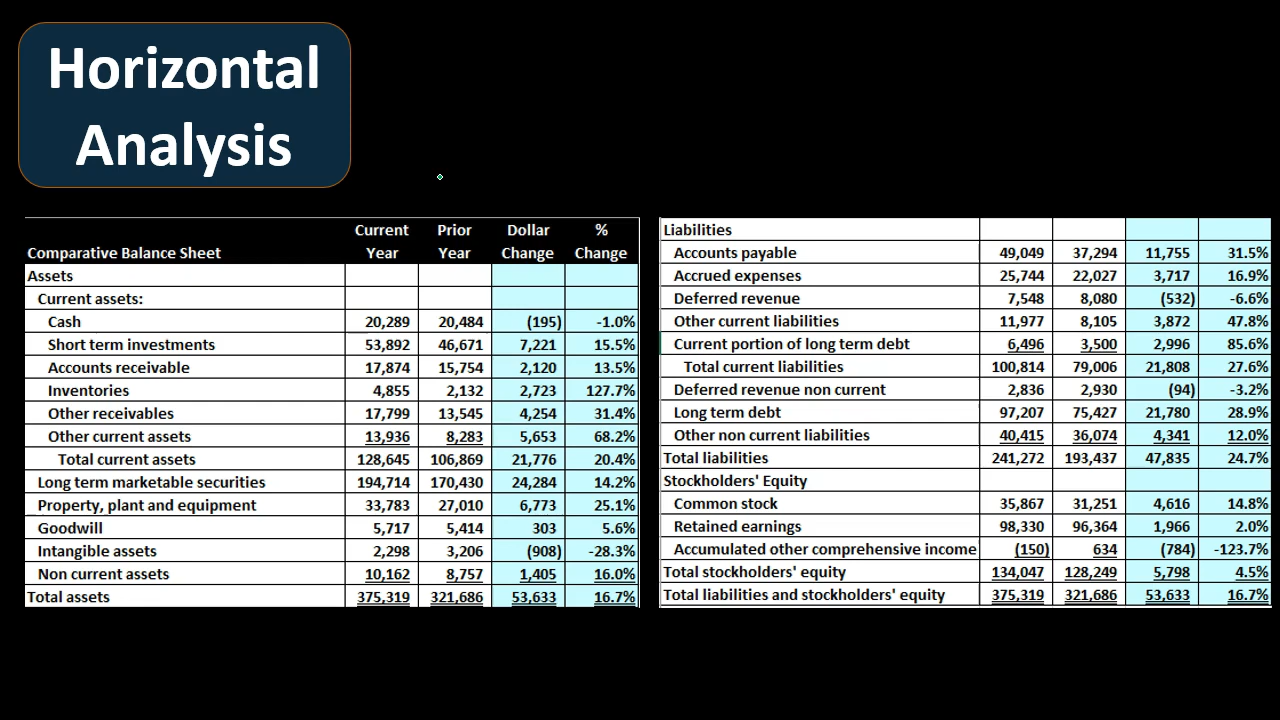 Horizontal
Analysis
Current Prior Dollar %
Comparative Balance Sheet Year Year Change Change
Assets
Current assets:
Cash 20,289 20,484 (195) -1.0%
Short term investments 53,892 46,671 7,221 15.5%
Accounts receivable 17,874 15,754 2,120 13.5%
Inventories 4,855 2,132 2,723 127.7%
Other receivables 17,799 13,545 4,254 31.4%
Other current assets 13,936 8,283 5,653 68.2%
Total current assets 128,645 106,869 21,776 20.4%
Long term marketable securities 194,714 170,430 24,284 14.2%
Property, plant and equipment 33,783 27,010 6,773 25.1%
Goodwill 5,717 5,414 303 5.6%
Intangible assets 2,298 3,206 (908) -28.3%
Non current assets 10,162 8,757 1,405 16.0%
Total assets 375,319 321,686 53,633 16.7%
Liabilities
Accounts payable 49,049 37,294 11,755 31.5%
Accrued expenses 25,744 22,027 3,717 16.9%
Deferred revenue 7,548 8,080 (532) -6.6%
Other current liabilities 11,977 8,105 3,872 47.8%
Current portion of long term debt 6,496 3,500 2,996 85.6%
Total current liabilities 100,814 79,006 21,808 27.6%
Deferred revenue non current 2,836 2,930 (94) -3.2%
Long term debt 97,207 75,427 21,780 28.9%
Other non current liabilities 40,415 36,074 4,341 12.0%
Total liabilities 241,272 193,437 47,835 24.7%
Stockholders' Equity
Common stock 35,867 31,251 4,616 14.8%
Retained earnings 98,330 96,364 1,966 2.0%
Accumulated other comprehensive income (150) 634 (784) -123.7%
Total stockholders' equity 134,047 128,249 5,798 4.5%
Total liabilities and stockholders' equity 375,319 321,686 53,633 16.7%